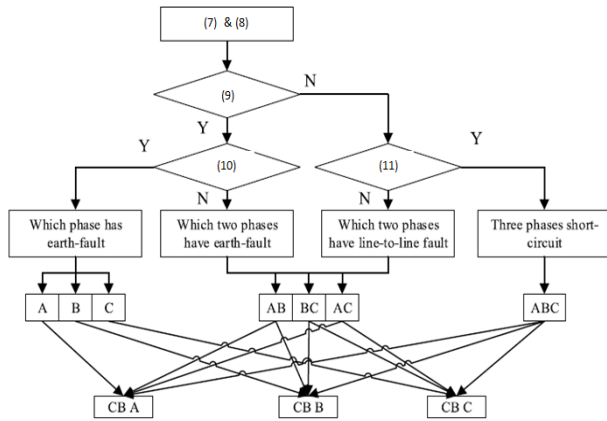 (7) & (8)
N
(9)
Y
Y
Y
(10)
(11)
N
N
Which phase has
earth-fault
Which two phases
have earth-fault
Which two phases
have line-to-line fault
Three phases short-
circuit
A B C
AB BC AC
ABC
CB A
CB B
CB C